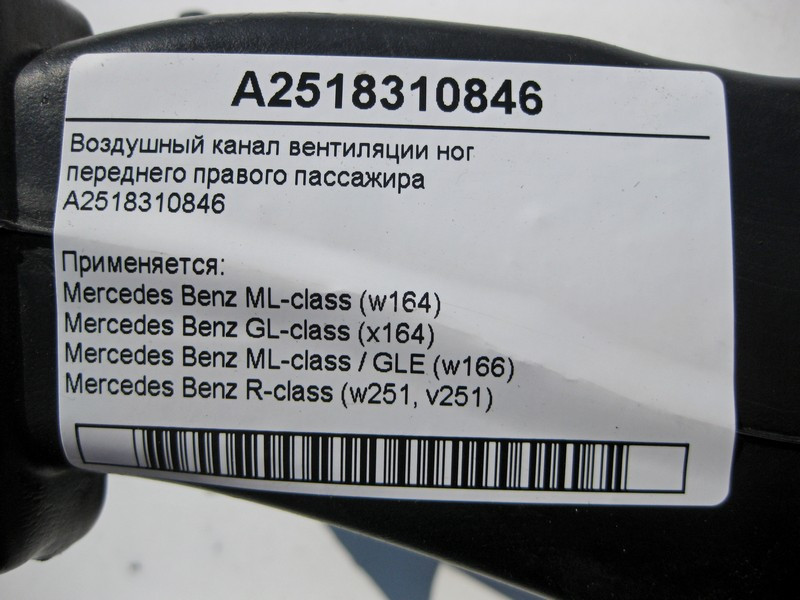 A2518310846
Воздушный канал вентиляции ног
переднего правого пассажира
A2518310846
Применяется:
Mercedes Benz ML-class (w164)
Mercedes Benz GL-class (x164)
Mercedes Benz ML-class / GLE (w166)
Mercedes Benz R-class (w251, v251)